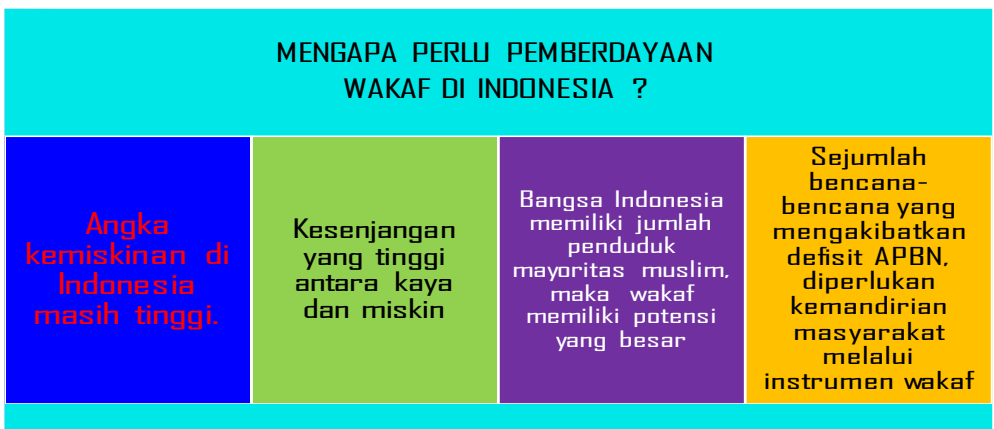 MENGAPA PERLU PEMBERDAYAAN
WAKAF DI INDONESIA ?
Angka
kemiskinan di
Indonesia
masih tinggi.
Kesenjangan
yang tinggi
antara kaya
dan miskin
Bangsa Indonesia
memiliki jumlah
penduduk
mayoritas muslim,
maka wakaf
memiliki potensi
yang besar
Sejumlah
bencana-
bencana yang
mengakibatkan
defisit APBN,
diperlukan
kemandirian
masyarakat
melalui
instrumen wakaf